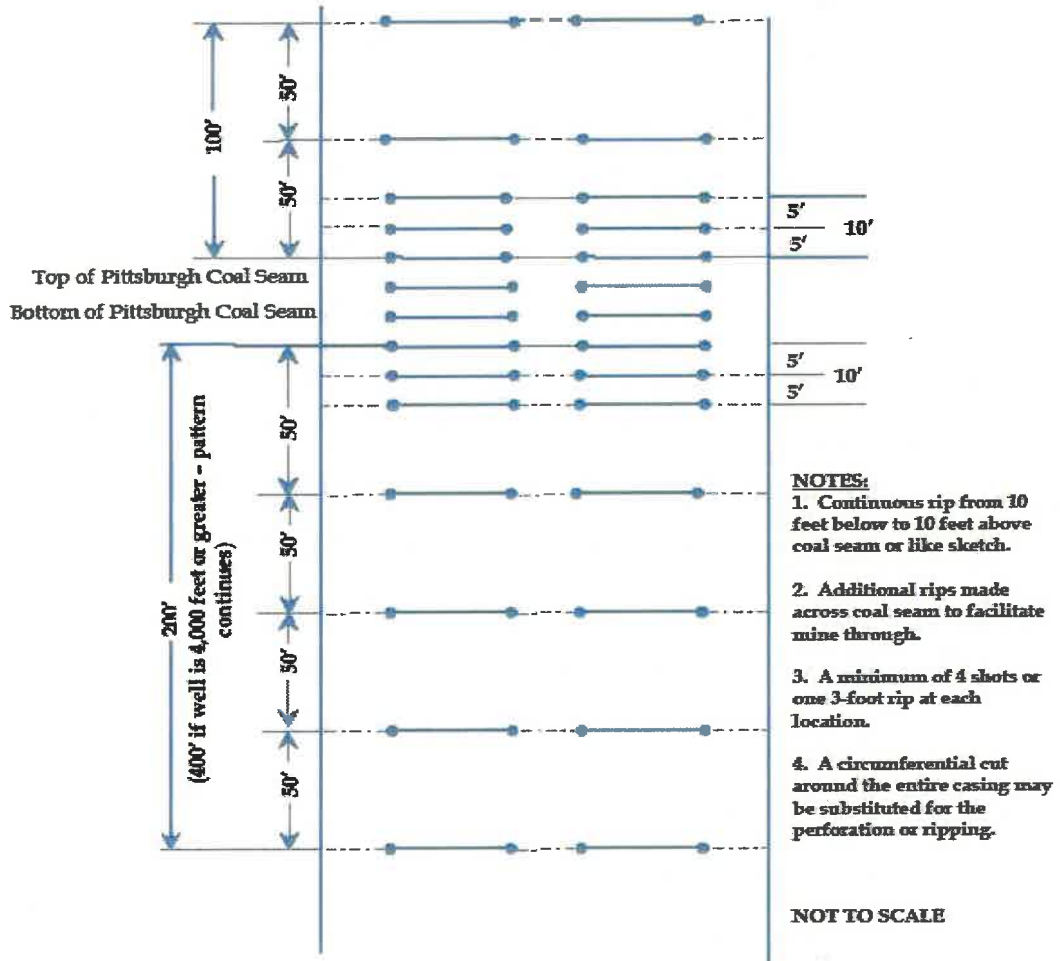 50'
100'
50'
5'
10'
5'
Top of Pittsburgh Coal Seam
Bottom of Pittsburgh Coal Seam
5'
10'
5'
50'
200'
(400' if well is 4,000 feet or greater - pattern
continues)
50'
50'
50'
NOTES:
1. Continuous rip from 10
feet below to 10 feet above
coal seam or like sketch.
2. Additional rips made
across coal seam to facilitate
mine through.
3. A minimum of 4 shots or
one 3-foot rip at each
location.
4. A circumferential cut
around the entire casing may
be substituted for the
perforation or ripping.
NOT TO SCALE